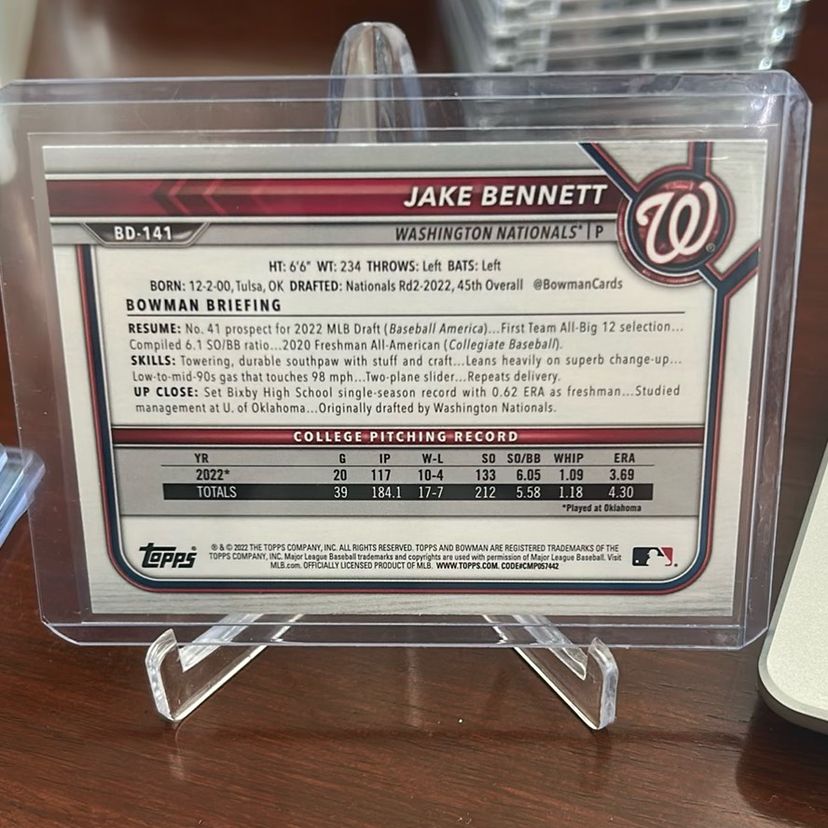 JAKE BENNETT
BD-141
WASHINGTON NATIONALS* | P
W®
HT: 6'6" WT: 234 THROWS: Left BATS: Left
BORN: 12-2-00, Tulsa, OK DRAFTED: Nationals Rd2-2022, 45th Overall @BowmanCards
BOWMAN BRIEFING
RESUME: No. 41 prospect for 2022 MLB Draft (Baseball America)...First Team All-Big 12 selection...
Compiled 6.1 SO/BB ratio...2020 Freshman All-American (Collegiate Baseball).
SKILLS: Towering, durable southpaw with stuff and craft...Leans heavily on superb change-up...
Low-to-mid-90s gas that touches 98 mph...Two-plane slider...Repeats delivery.
UP CLOSE: Set Bixby High School single-season record with 0.62 ERA as freshman...Studied
management at U. of Oklahoma...Originally drafted by Washington Nationals.
COLLEGE PITCHING RECORD
YR G IP W-L SO SO/BB WHIP ERA
2022* 20 117 10-4 133 6.05 1.09 3.69
TOTALS 39 184.1 17-7 212 5.58 1.18 4.30
*Played at Oklahoma
TOPPS®
® & © 2022 THE TOPPS COMPANY, INC. ALL RIGHTS RESERVED. TOPPS AND BOWMAN ARE REGISTERED TRADEMARKS OF THE
TOPPS COMPANY, INC. Major League Baseball trademarks and copyrights are used with permission of Major League Baseball. Visit
MLB.com. OFFICIALLY LICENSED PRODUCT OF MLB. WWW.TOPPS.COM. CODE#CMP057442